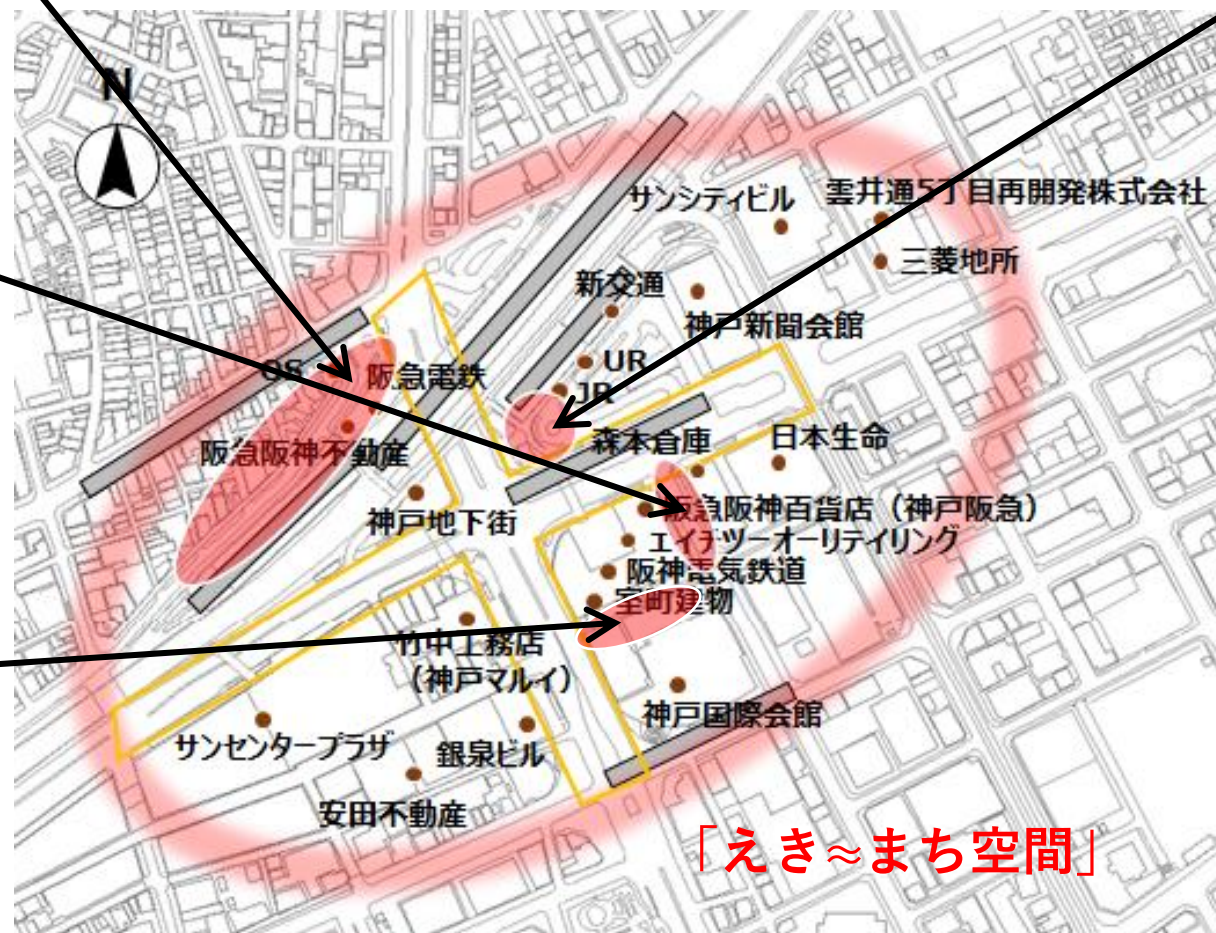 N
サンシティビル
雲井通5丁目再開発株式会社
三菱地所
新交通
神戸新聞会館
UR
JR
OS
阪急電鉄
森本倉庫
日本生命
阪急阪神不動産
阪急阪神百貨店（神戸阪急）
神戸地下街
エイチツーオーリテイリング
阪神電気鉄道
室町建物
竹中工務店
（神戸マルイ）
神戸国際会館
サンセンタープラザ
銀泉ビル
安田不動産
「えき≈まち空間」